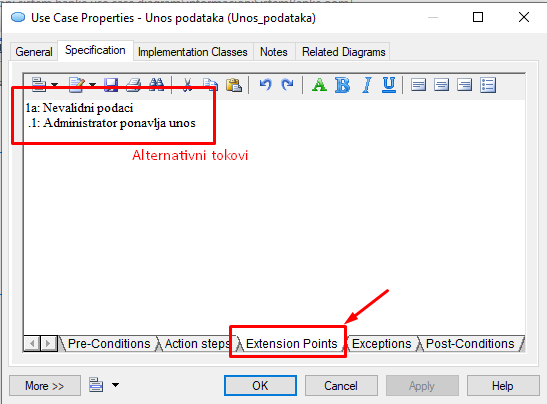 Use Case Properties - Unos podataka (Unos_podataka)
General Specification Implementation Classes Notes Related Diagrams
A B I U
1a: Nevalidni podaci
.1: Administrator ponavlja unos
Alternativni tokovi
Pre-Conditions Action steps Extension Points Exceptions Post-Conditions
More >> OK Cancel Apply Help